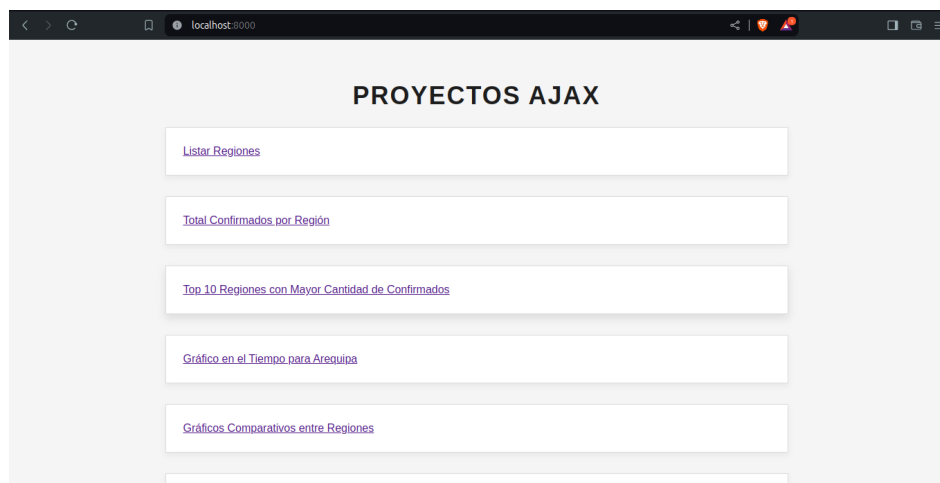 localhost:8000
PROYECTOS AJAX
Listar Regiones
Total Confirmados por Región
Top 10 Regiones con Mayor Cantidad de Confirmados
Gráfico en el Tiempo para Arequipa
Gráficos Comparativos entre Regiones